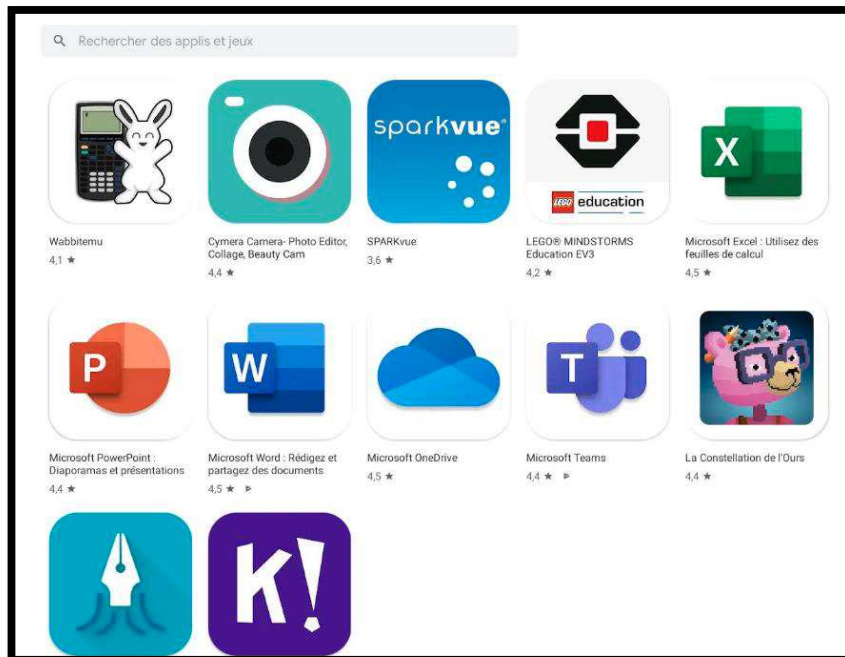 Rechercher des applis et jeux
sparkvue®
LEGO education
X
Wabbitemu
4,1 ★
Cymera Camera- Photo Editor,
Collage, Beauty Cam
4,4 ★
SPARKvue
3,6 ★
LEGO® MINDSTORMS
Education EV3
4,2 ★
Microsoft Excel : Utilisez des
feuilles de calcul
4,5 ★
P
W
T
Microsoft PowerPoint :
Diaporamas et présentations
4,4 ★
Microsoft Word : Rédigez et
partagez des documents
4,5 ★
Microsoft OneDrive
4,5 ★
Microsoft Teams
4,4 ★
La Constellation de l'Ours
4,4 ★
K!